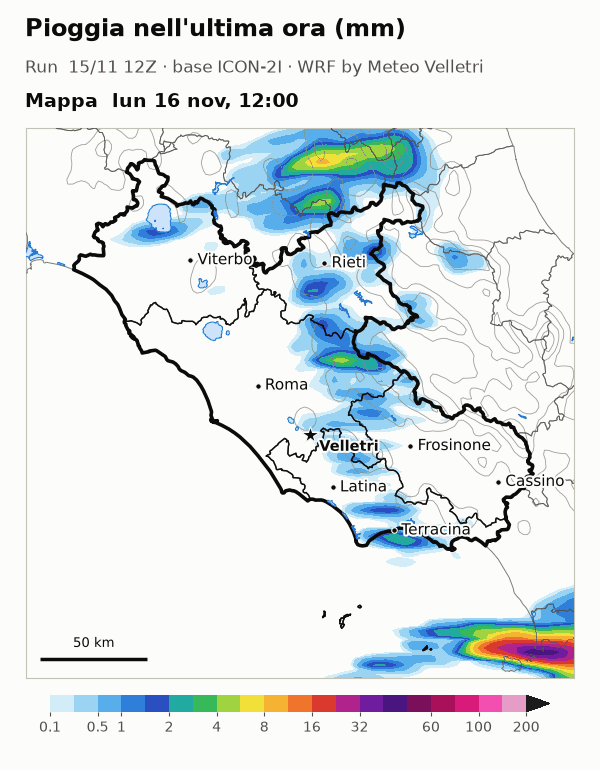 Pioggia nell'ultima ora (mm)
Run 15/11 12Z · base ICON-2I · WRF by Meteo Velletri
Mappa lun 16 nov, 12:00
Viterbo
Rieti
Roma
Velletri
Frosinone
Latina
Cassino
Terracina
50 km
0.1 0.5 1 2 4 8 16 32 60 100 200